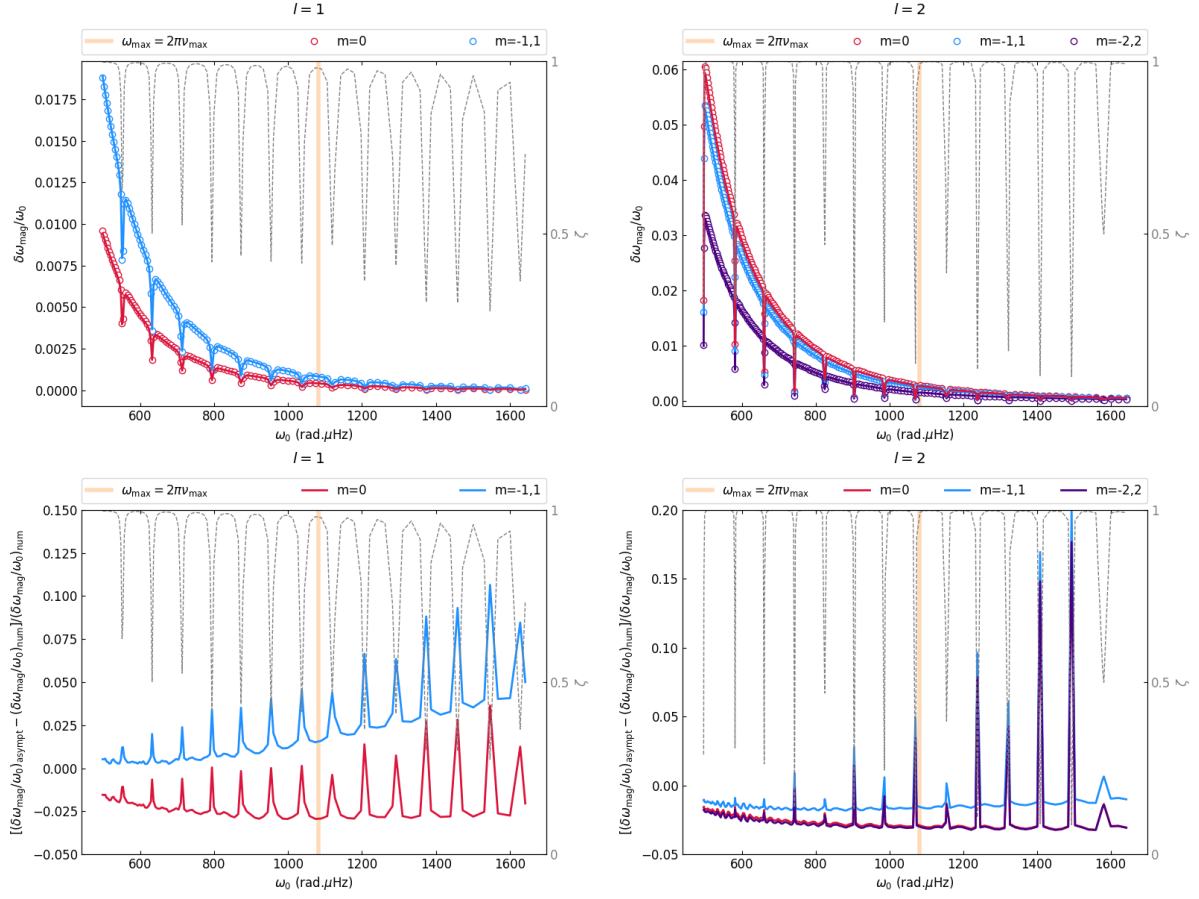 l = 1
ω_max = 2πν_max m=0 m=-1,1
δω_mag/ω_0
0.0175
0.0150
0.0125
0.0100
0.0075
0.0050
0.0025
0.0000
1
0.5
0
ζ
600 800 1000 1200 1400 1600
ω_0 (rad.μHz)
l = 2
ω_max = 2πν_max m=0 m=-1,1 m=-2,2
δω_mag/ω_0
0.06
0.05
0.04
0.03
0.02
0.01
0.00
1
0.5
0
ζ
600 800 1000 1200 1400 1600
ω_0 (rad.μHz)
l = 1
ω_max = 2πν_max m=0 m=-1,1
[(δω_mag/ω_0)_asympt − (δω_mag/ω_0)_num]/(δω_mag/ω_0)_num
0.150
0.125
0.100
0.075
0.050
0.025
0.000
−0.025
−0.050
1
0.5
0
ζ
600 800 1000 1200 1400 1600
ω_0 (rad.μHz)
l = 2
ω_max = 2πν_max m=0 m=-1,1 m=-2,2
[(δω_mag/ω_0)_asympt − (δω_mag/ω_0)_num]/(δω_mag/ω_0)_num
0.20
0.15
0.10
0.05
0.00
−0.05
1
0.5
0
ζ
600 800 1000 1200 1400 1600
ω_0 (rad.μHz)